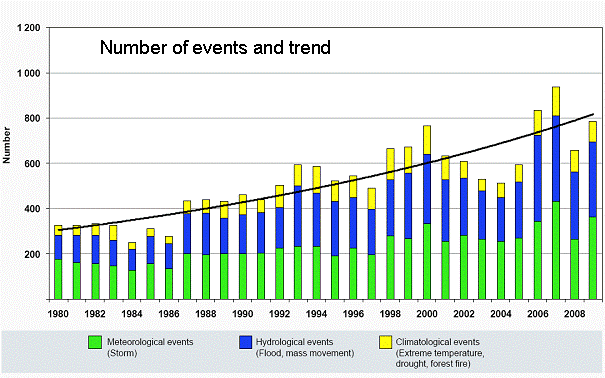 Number of events and trend
1 200
1 000
800
600
400
200
Number
1980 1982 1984 1986 1988 1990 1992 1994 1996 1998 2000 2002 2004 2006 2008
Meteorological events
(Storm)
Hydrological events
(Flood, mass movement)
Climatological events
(Extreme temperature,
drought, forest fire)